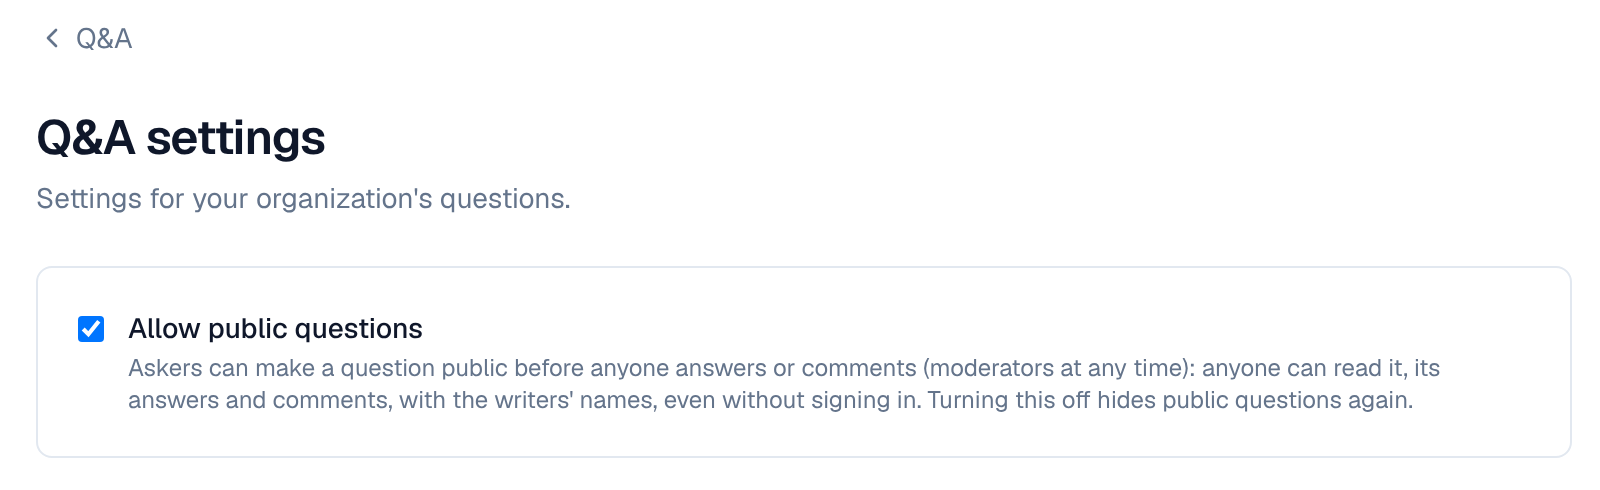 Q&A
Q&A settings
Settings for your organization's questions.
Allow public questions
Askers can make a question public before anyone answers or comments (moderators at any time): anyone can read it, its
answers and comments, with the writers' names, even without signing in. Turning this off hides public questions again.